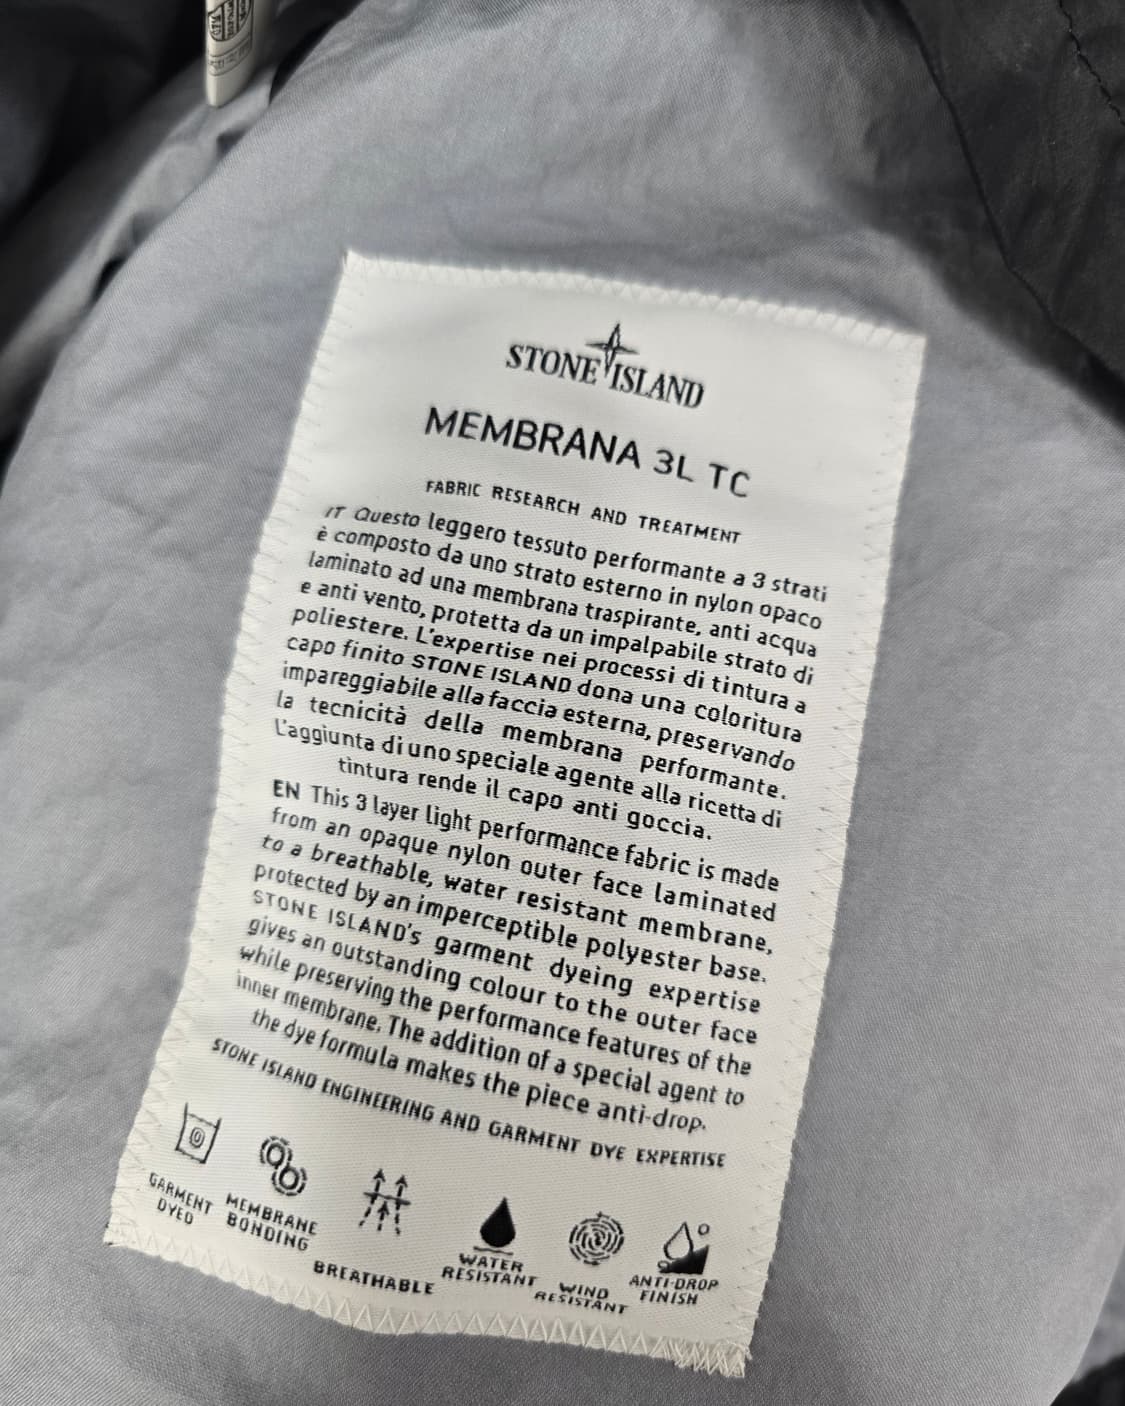 STONE ISLAND
MEMBRANA 3L TC
FABRIC RESEARCH AND TREATMENT
IT Questo leggero tessuto performante a 3 strati
è composto da uno strato esterno in nylon opaco
laminato ad una membrana traspirante, anti acqua
e anti vento, protetta da un impalpabile strato di
poliestere. L'expertise nei processi di tintura a
capo finito STONE ISLAND dona una coloritura
impareggiabile alla faccia esterna, preservando
la tecnicità della membrana performante.
L'aggiunta di uno speciale agente alla ricetta di
tintura rende il capo anti goccia.
EN This 3 layer light performance fabric is made
from an opaque nylon outer face laminated
to a breathable, water resistant membrane,
protected by an imperceptible polyester base.
STONE ISLAND's garment dyeing expertise
gives an outstanding colour to the outer face
while preserving the performance features of the
inner membrane. The addition of a special agent to
the dye formula makes the piece anti-drop.
STONE ISLAND ENGINEERING AND GARMENT DYE EXPERTISE
GARMENT
DYED
MEMBRANE
BONDING
BREATHABLE
WATER
RESISTANT
WIND
RESISTANT
ANTI-DROP
FINISH